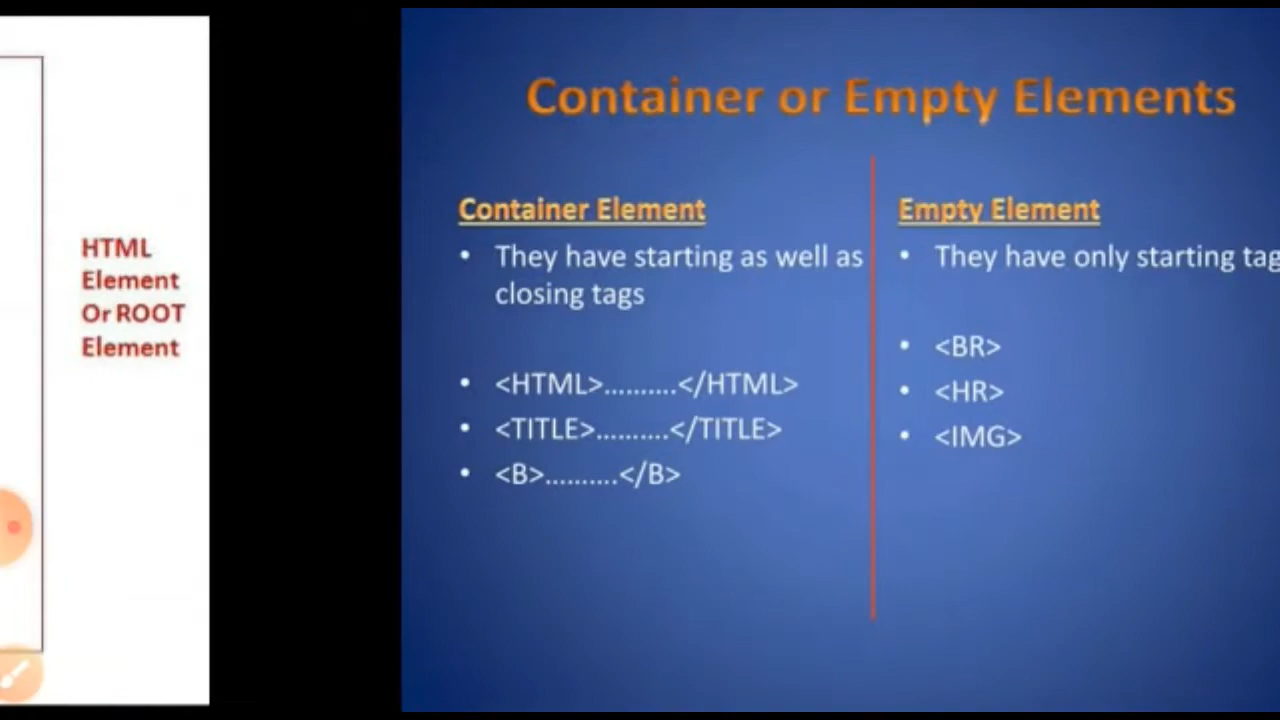 HTML
Element
Or ROOT
Element
Container or Empty Elements
Container Element
• They have starting as well as
closing tags
• <HTML>..........</HTML>
• <TITLE>..........</TITLE>
• <B>..........</B>
Empty Element
• They have only starting tag
• <BR>
• <HR>
• <IMG>